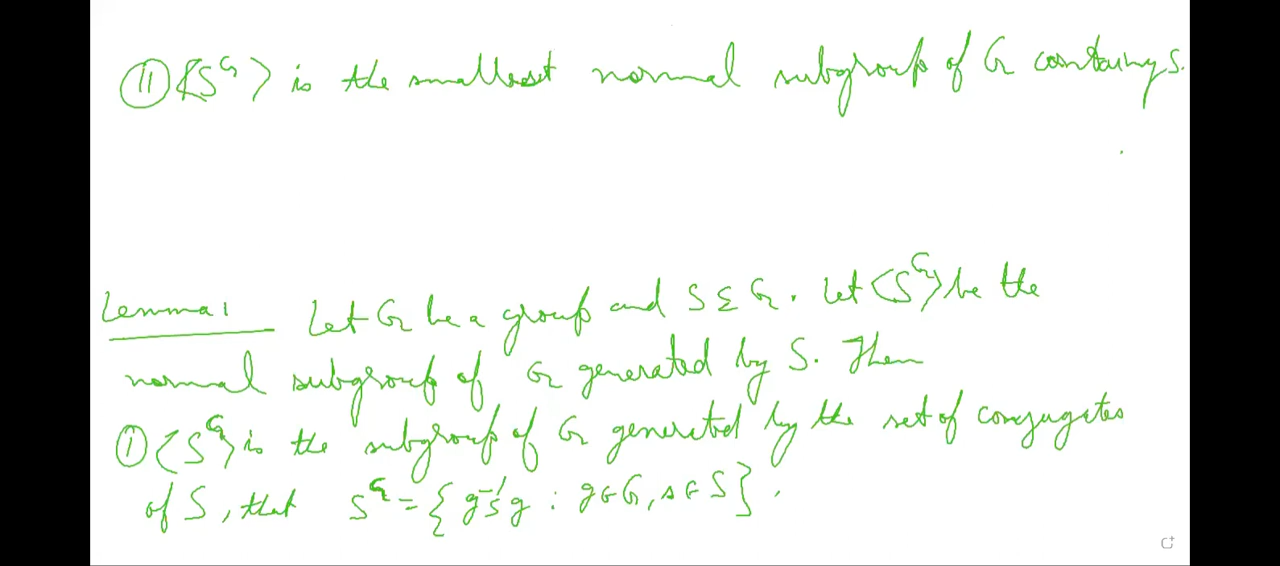 (II) ⟨S^G⟩ is the smallest normal subgroup of G containing S.
Lemma: Let G be a group and S ⊆ G. Let ⟨S^G⟩ be the
normal subgroup of G generated by S. Then
(I) ⟨S^G⟩ is the subgroup of G generated by the set of conjugates
of S, that S^G = { g⁻¹sg : g ∈ G, s ∈ S }.